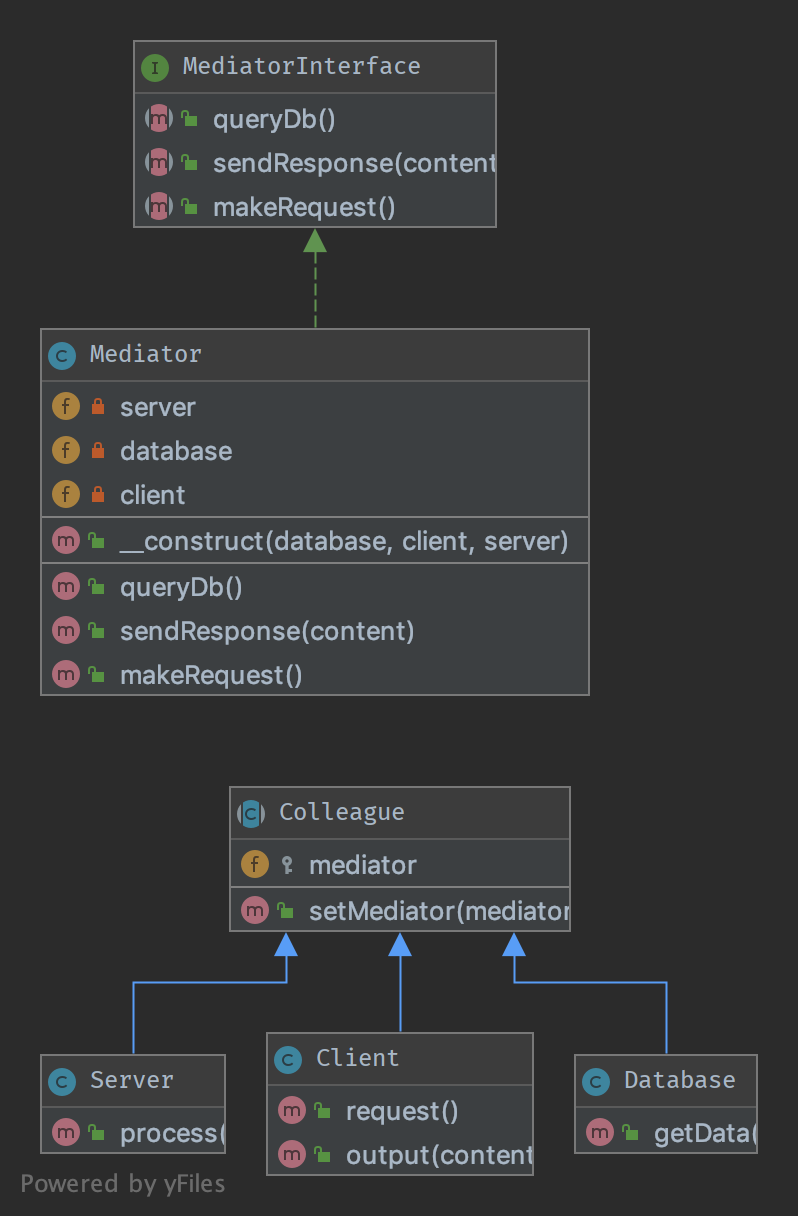 I MediatorInterface
m queryDb()
m sendResponse(content
m makeRequest()
C Mediator
f server
f database
f client
m __construct(database, client, server)
m queryDb()
m sendResponse(content)
m makeRequest()
C Colleague
f mediator
m setMediator(mediator
C Server
m process(
C Client
m request()
m output(content
C Database
m getData(
Powered by yFiles